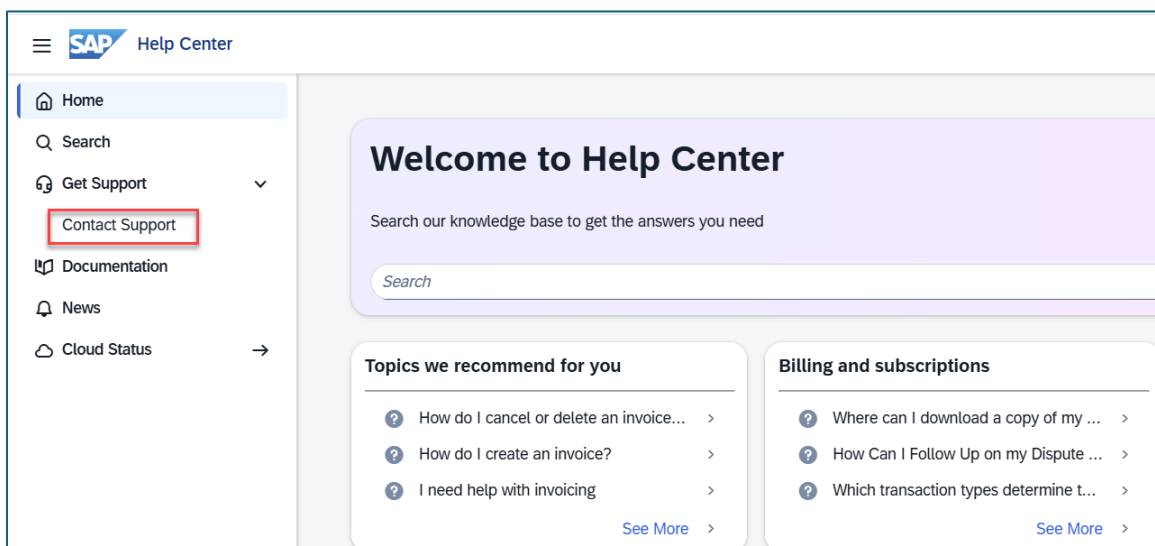 SAP Help Center
Home
Search
Get Support
Contact Support
Documentation
News
Cloud Status
Welcome to Help Center
Search our knowledge base to get the answers you need
Search
Topics we recommend for you
How do I cancel or delete an invoice...
How do I create an invoice?
I need help with invoicing
See More
Billing and subscriptions
Where can I download a copy of my ...
How Can I Follow Up on my Dispute ...
Which transaction types determine t...
See More